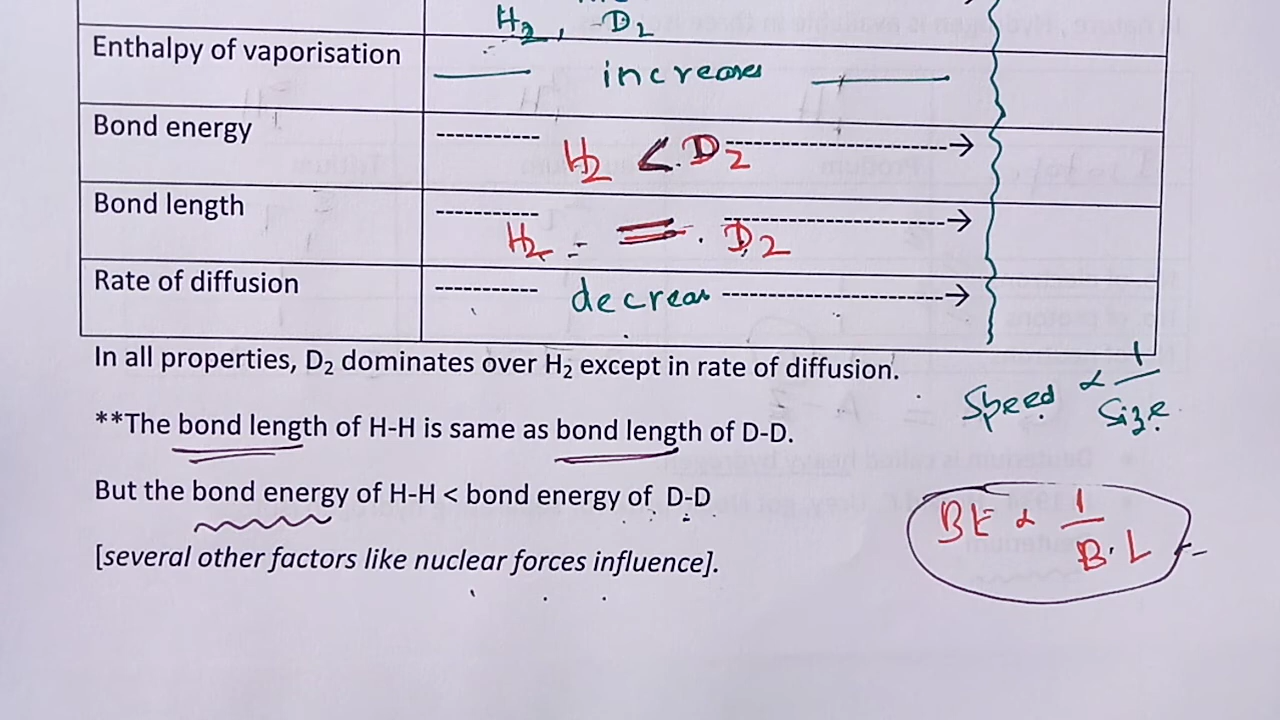 H2, D2
Enthalpy of vaporisation
increases
Bond energy
H2 < D2
Bond length
H2 = D2
Rate of diffusion
decreas
In all properties, D2 dominates over H2 except in rate of diffusion.
Speed ∝ 1/Size.
**The bond length of H-H is same as bond length of D-D.
But the bond energy of H-H < bond energy of D-D
BE ∝ 1/B.L
[several other factors like nuclear forces influence].